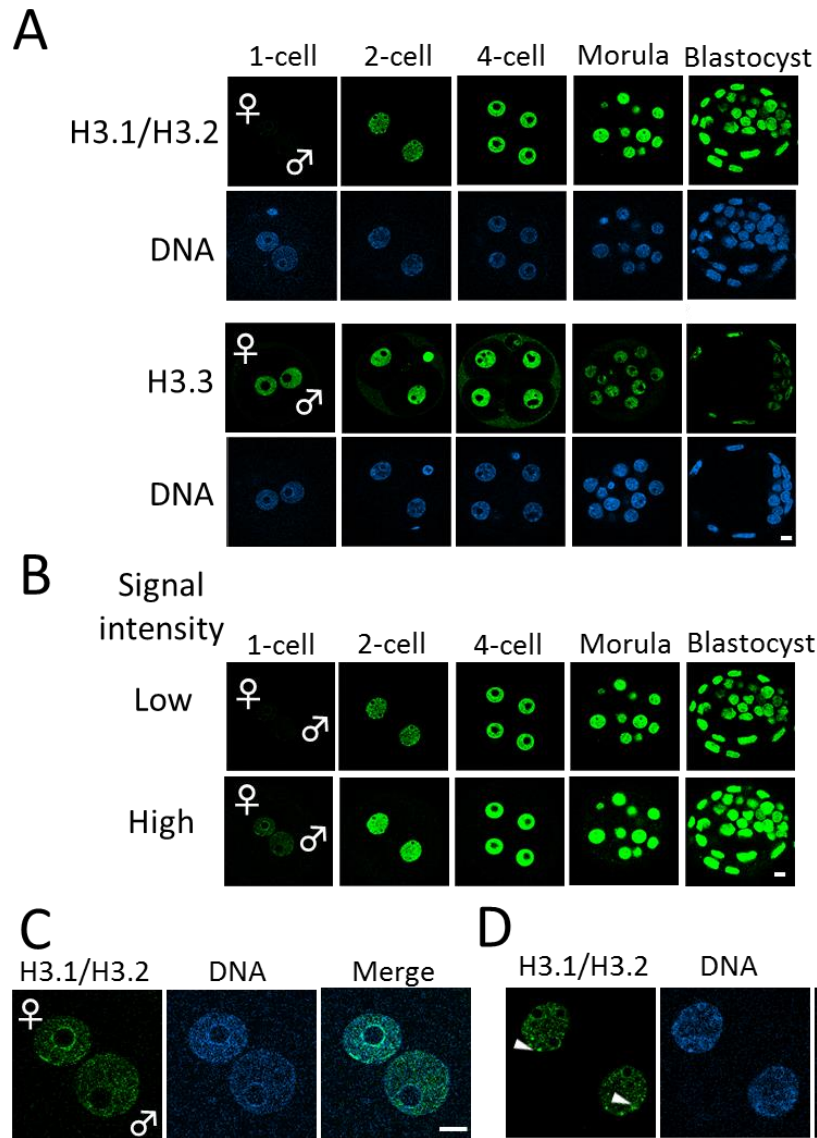 A
1-cell 2-cell 4-cell Morula Blastocyst
H3.1/H3.2
♀
♂
DNA
♀
H3.3
♂
DNA
B
Signal
intensity
1-cell 2-cell 4-cell Morula Blastocyst
Low
♀
♂
High
♀
♂
C
H3.1/H3.2 DNA Merge
♀
♂
D
H3.1/H3.2 DNA